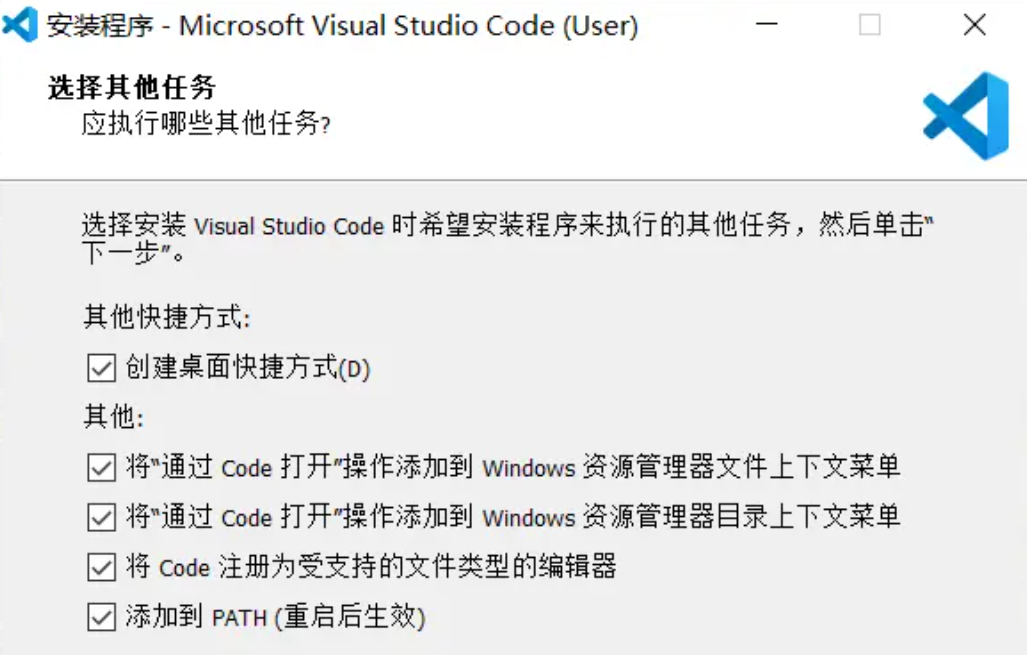 安装程序 - Microsoft Visual Studio Code (User)
选择其他任务
应执行哪些其他任务?
选择安装 Visual Studio Code 时希望安装程序来执行的其他任务，然后单击“
下一步”。
其他快捷方式:
创建桌面快捷方式(D)
其他:
将“通过 Code 打开”操作添加到 Windows 资源管理器文件上下文菜单
将“通过 Code 打开”操作添加到 Windows 资源管理器目录上下文菜单
将 Code 注册为受支持的文件类型的编辑器
添加到 PATH (重启后生效)